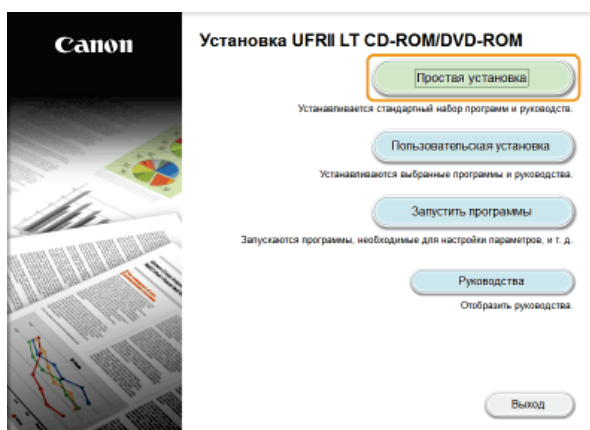 Canon
Установка UFRII LT CD-ROM/DVD-ROM
Простая установка
Устанавливается стандартный набор программ и руководств.
Пользовательская установка
Устанавливаются выбранные программы и руководства.
Запустить программы
Запускаются программы, необходимые для настройки параметров, и т. д.
Руководства
Отобразить руководства.
Выход